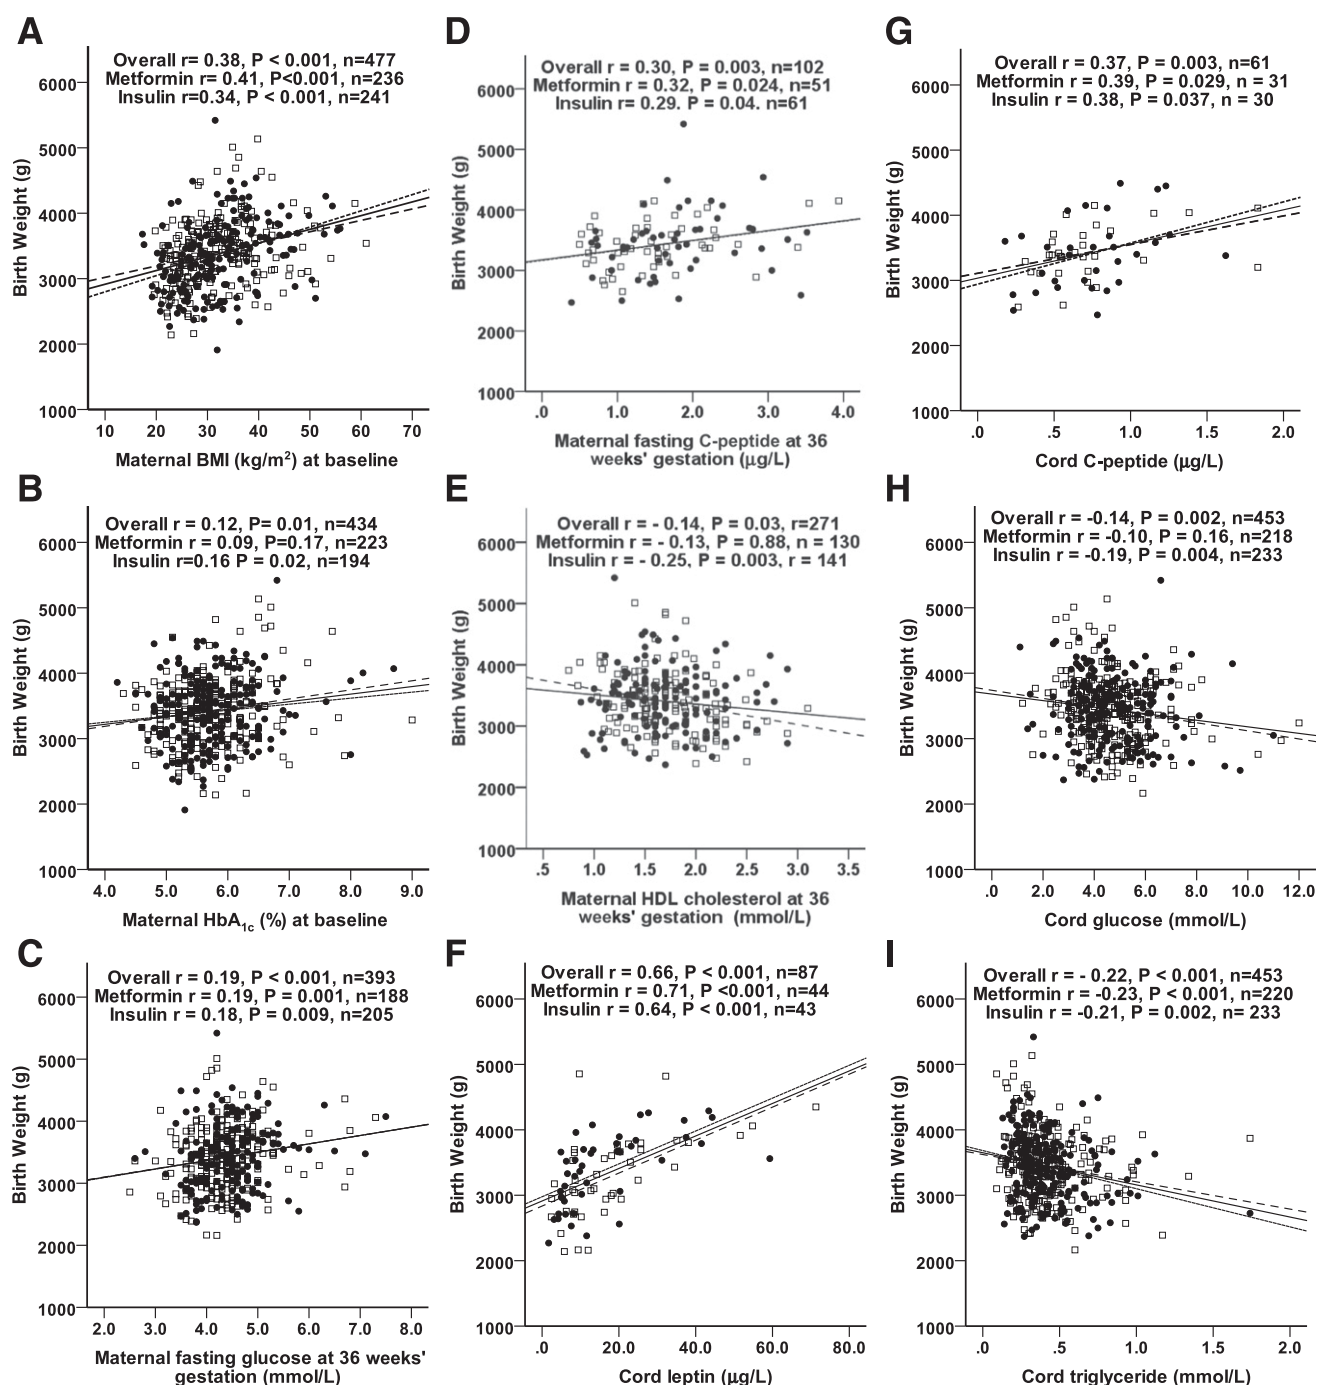 A
Overall r= 0.38, P < 0.001, n=477
Metformin r= 0.41, P<0.001, n=236
Insulin r=0.34, P < 0.001, n=241
Birth Weight (g)
6000
5000
4000
3000
2000
1000
10 20 30 40 50 60 70
Maternal BMI (kg/m²) at baseline
B
Overall r = 0.12, P= 0.01, n=434
Metformin r = 0.09, P=0.17, n=223
Insulin r=0.16 P = 0.02, n=194
Birth Weight (g)
6000
5000
4000
3000
2000
1000
4.0 5.0 6.0 7.0 8.0 9.0
Maternal HbA1c (%) at baseline
C
Overall r = 0.19, P < 0.001, n=393
Metformin r = 0.19, P = 0.001, n=188
Insulin r = 0.18, P = 0.009, n=205
Birth Weight (g)
6000
5000
4000
3000
2000
1000
2.0 3.0 4.0 5.0 6.0 7.0 8.0
Maternal fasting glucose at 36 weeks'
gestation (mmol/L)
D
Overall r = 0.30, P = 0.003, n=102
Metformin r = 0.32, P = 0.024, n=51
Insulin r= 0.29. P = 0.04. n=61
Birth Weight (g)
6000
5000
4000
3000
2000
1000
.0 1.0 2.0 3.0 4.0
Maternal fasting C-peptide at 36
weeks' gestation (µg/L)
E
Overall r = - 0.14, P = 0.03, r=271
Metformin r = - 0.13, P = 0.88, n = 130
Insulin r = - 0.25, P = 0.003, r = 141
Birth Weight (g)
6000
5000
4000
3000
2000
1000
.5 1.0 1.5 2.0 2.5 3.0 3.5
Maternal HDL cholesterol at 36
weeks' gestation (mmol/L)
F
Overall r = 0.66, P < 0.001, n=87
Metformin r = 0.71, P <0.001, n=44
Insulin r = 0.64, P < 0.001, n=43
Birth Weight (g)
6000
5000
4000
3000
2000
1000
.0 20.0 40.0 60.0 80.0
Cord leptin (µg/L)
G
Overall r = 0.37, P = 0.003, n=61
Metformin r = 0.39, P = 0.029, n = 31
Insulin r = 0.38, P = 0.037, n = 30
Birth Weight (g)
6000
5000
4000
3000
2000
1000
.0 .5 1.0 1.5 2.0
Cord C-peptide (µg/L)
H
Overall r = -0.14, P = 0.002, n=453
Metformin r = -0.10, P = 0.16, n=218
Insulin r = -0.19, P = 0.004, n=233
Birth Weight (g)
6000
5000
4000
3000
2000
1000
.0 2.0 4.0 6.0 8.0 10.0 12.0
Cord glucose (mmol/L)
I
Overall r = - 0.22, P < 0.001, n=453
Metformin r = -0.23, P < 0.001, n=220
Insulin r = -0.21, P = 0.002, n= 233
Birth Weight (g)
6000
5000
4000
3000
2000
1000
.0 .5 1.0 1.5 2.0
Cord triglyceride (mmol/L)